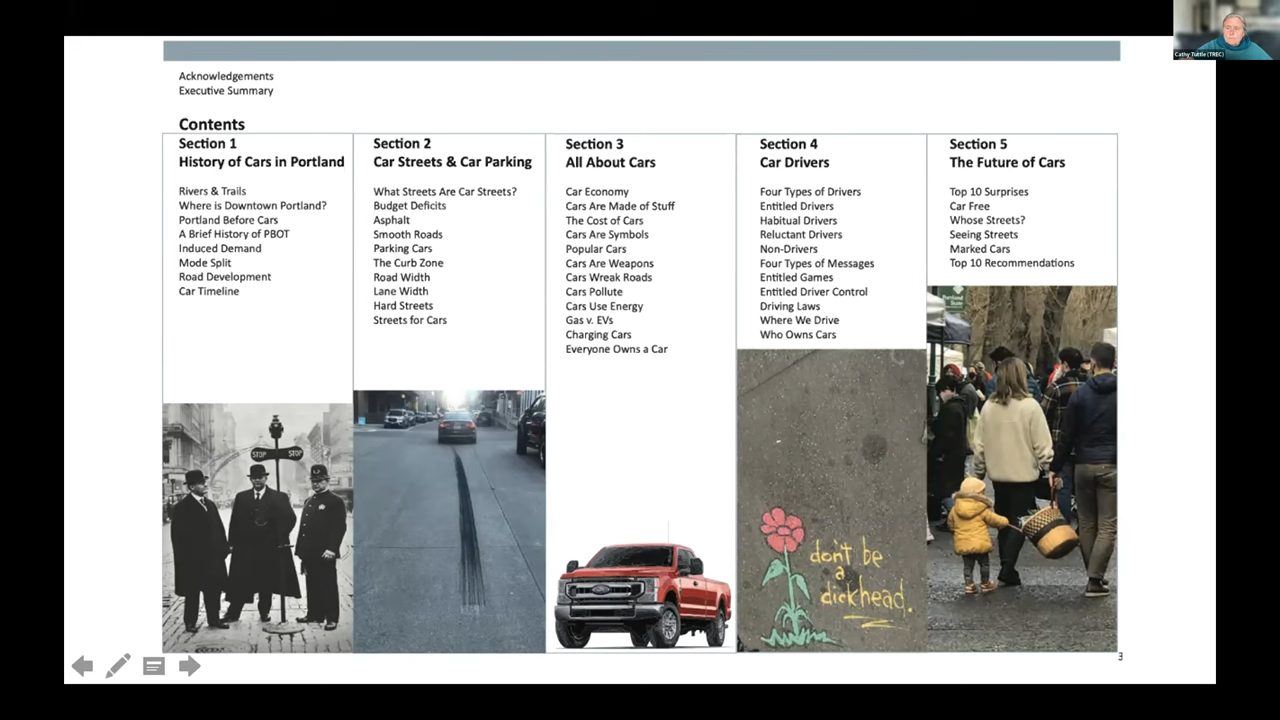 Cathy Tuttle (TREC)
Acknowledgements
Executive Summary
Contents
Section 1
History of Cars in Portland
Rivers & Trails
Where is Downtown Portland?
Portland Before Cars
A Brief History of PBOT
Induced Demand
Mode Split
Road Development
Car Timeline
STOP STOP
Section 2
Car Streets & Car Parking
What Streets Are Car Streets?
Budget Deficits
Asphalt
Smooth Roads
Parking Cars
The Curb Zone
Road Width
Lane Width
Hard Streets
Streets for Cars
Section 3
All About Cars
Car Economy
Cars Are Made of Stuff
The Cost of Cars
Cars Are Symbols
Popular Cars
Cars Are Weapons
Cars Wreak Roads
Cars Pollute
Cars Use Energy
Gas v. EVs
Charging Cars
Everyone Owns a Car
Section 4
Car Drivers
Four Types of Drivers
Entitled Drivers
Habitual Drivers
Reluctant Drivers
Non-Drivers
Four Types of Messages
Entitled Games
Entitled Driver Control
Driving Laws
Where We Drive
Who Owns Cars
don't be
a
dickhead.
Section 5
The Future of Cars
Top 10 Surprises
Car Free
Whose Streets?
Seeing Streets
Marked Cars
Top 10 Recommendations
Portland
State
3